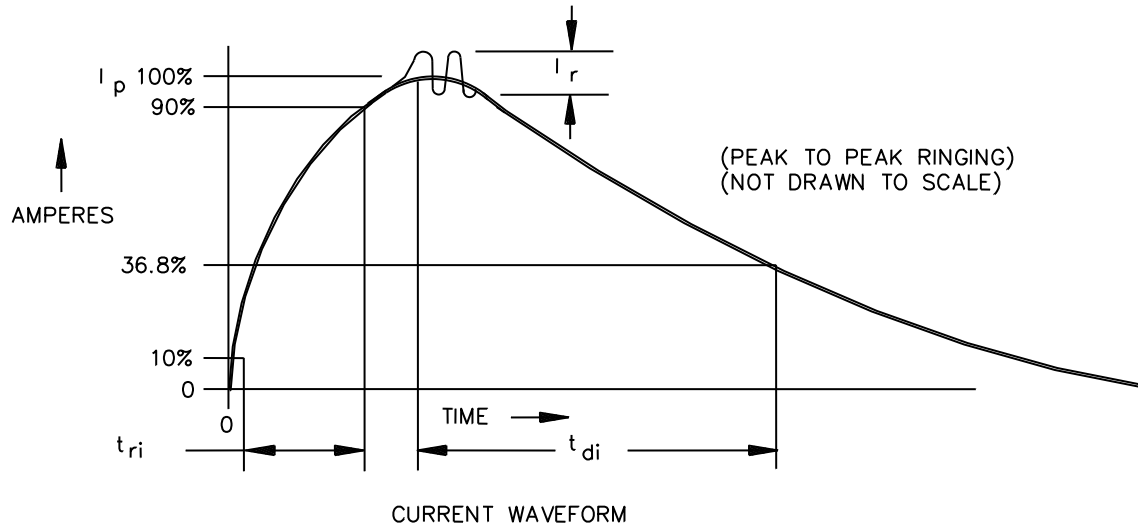 I p 100%
I r
90%
(PEAK TO PEAK RINGING)
(NOT DRAWN TO SCALE)
AMPERES
36.8%
10%
0
0
TIME
t ri
t di
CURRENT WAVEFORM